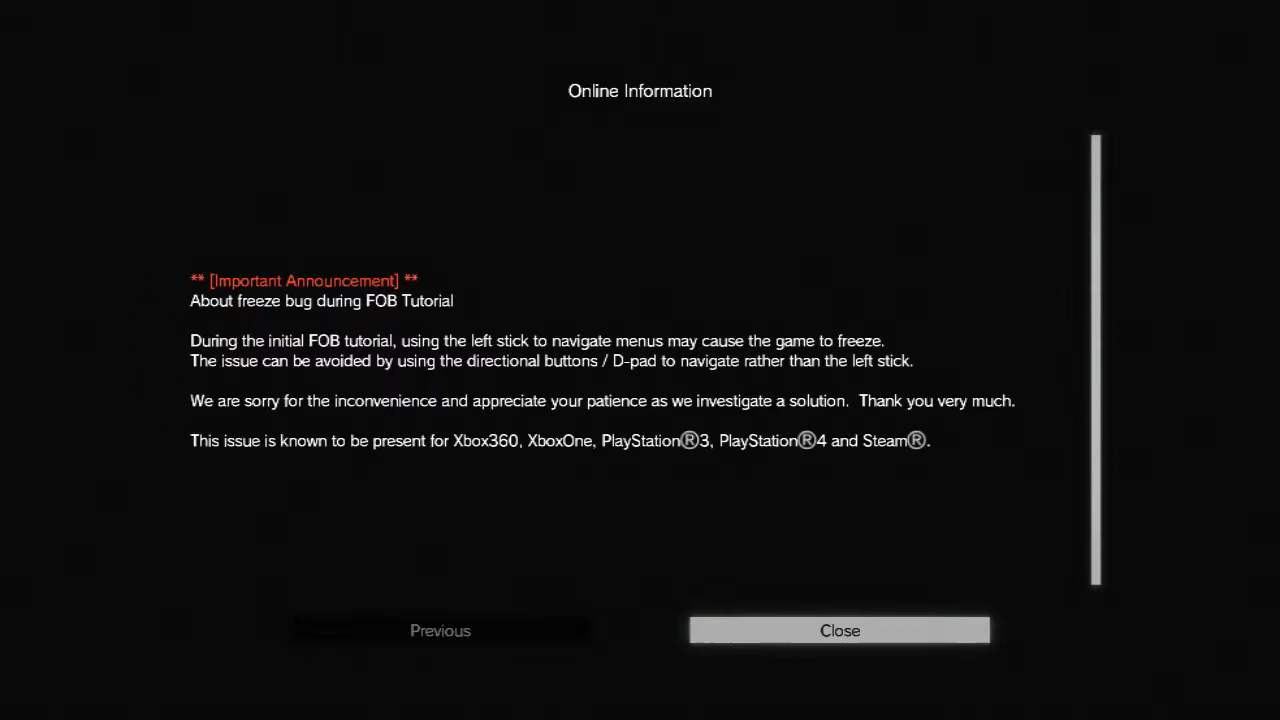 Online Information
** [Important Announcement] **
About freeze bug during FOB Tutorial
During the initial FOB tutorial, using the left stick to navigate menus may cause the game to freeze.
The issue can be avoided by using the directional buttons / D-pad to navigate rather than the left stick.
We are sorry for the inconvenience and appreciate your patience as we investigate a solution.  Thank you very much.
This issue is known to be present for Xbox360, XboxOne, PlayStation®3, PlayStation®4 and Steam®.
Previous
Close